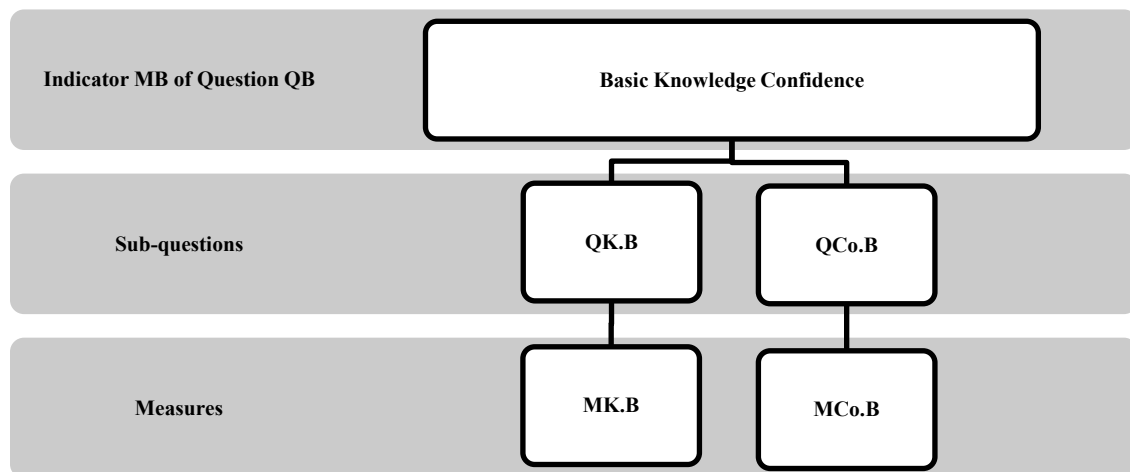 Indicator MB of Question QB
Basic Knowledge Confidence
Sub-questions
QK.B
QCo.B
Measures
MK.B
MCo.B